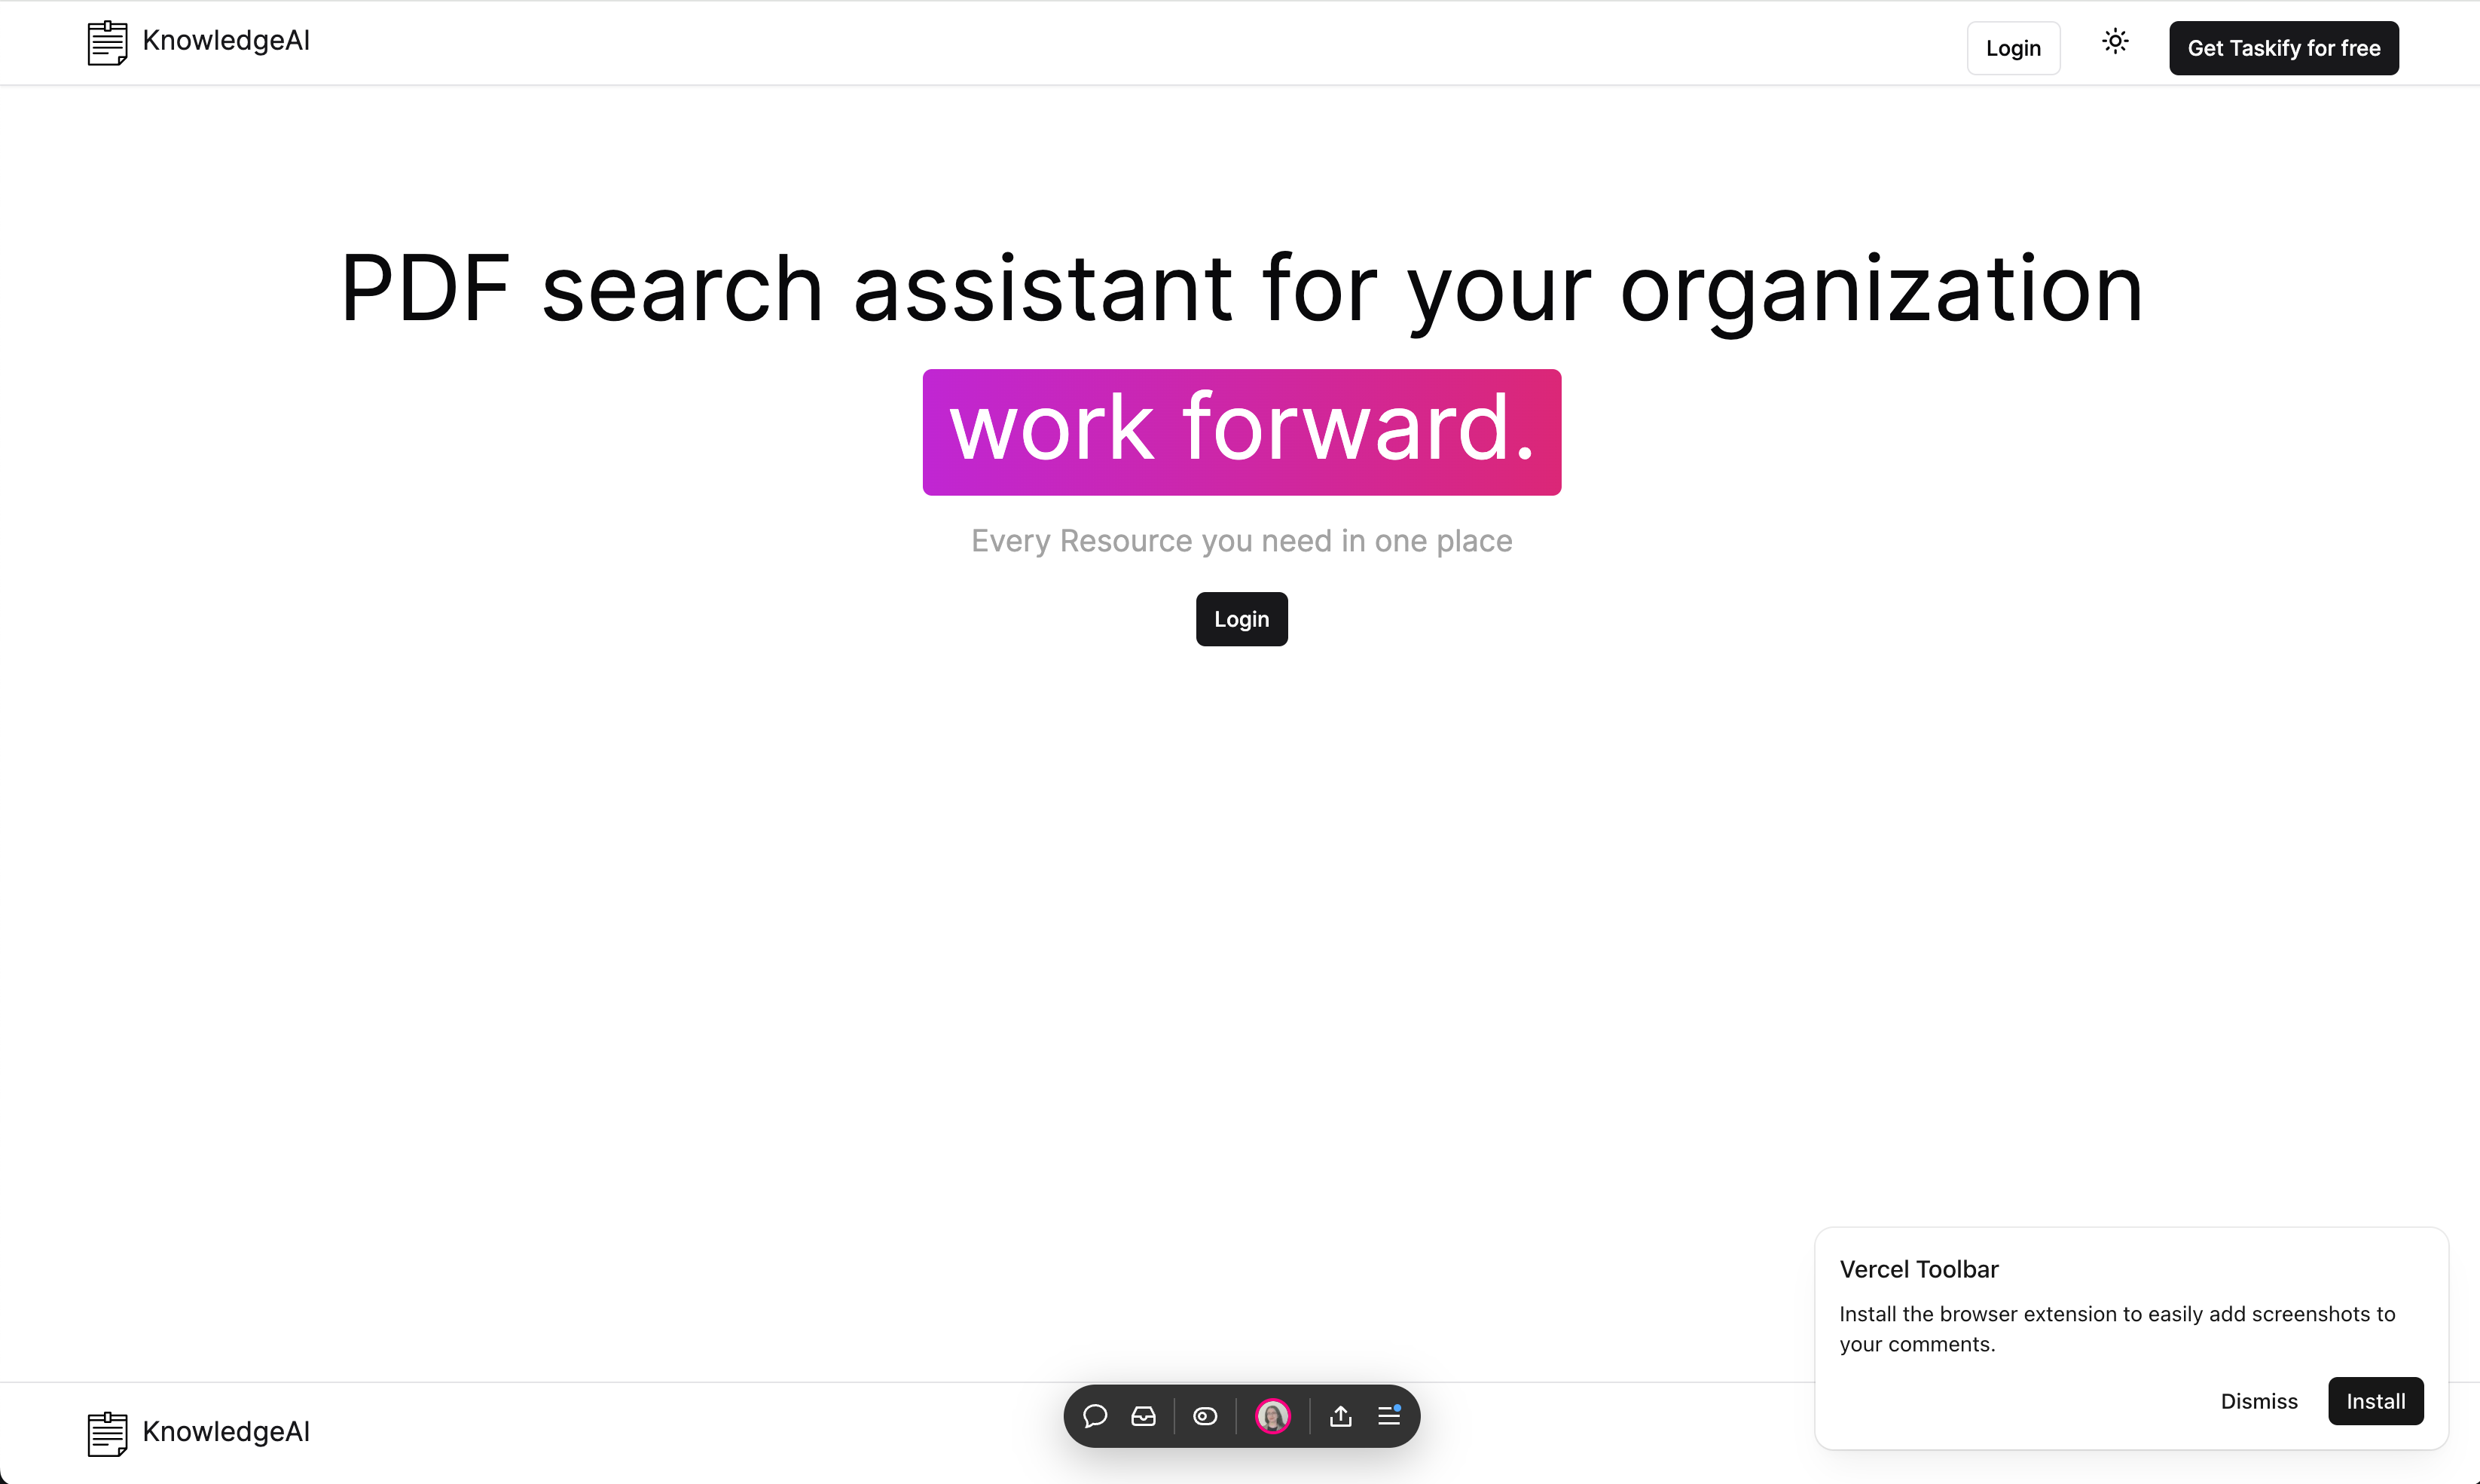 KnowledgeAI
Login
Get Taskify for free
PDF search assistant for your organization
work forward.
Every Resource you need in one place
Login
Vercel Toolbar
Install the browser extension to easily add screenshots to
your comments.
Dismiss
Install
KnowledgeAI